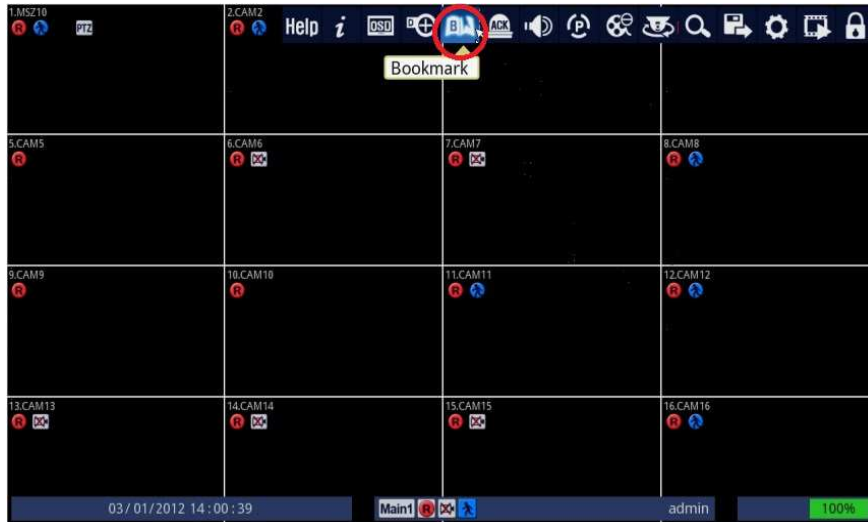 1.MSZ10
R
PTZ
2.CAM2
R
Help i OSD D B ACK P
Bookmark
5.CAM5
R
6.CAM6
R
7.CAM7
R
8.CAM8
R
9.CAM9
R
10.CAM10
R
11.CAM11
R
12.CAM12
R
13.CAM13
R
14.CAM14
R
15.CAM15
R
16.CAM16
R
03/01/2012 14:00:39 Main1 R admin 100%